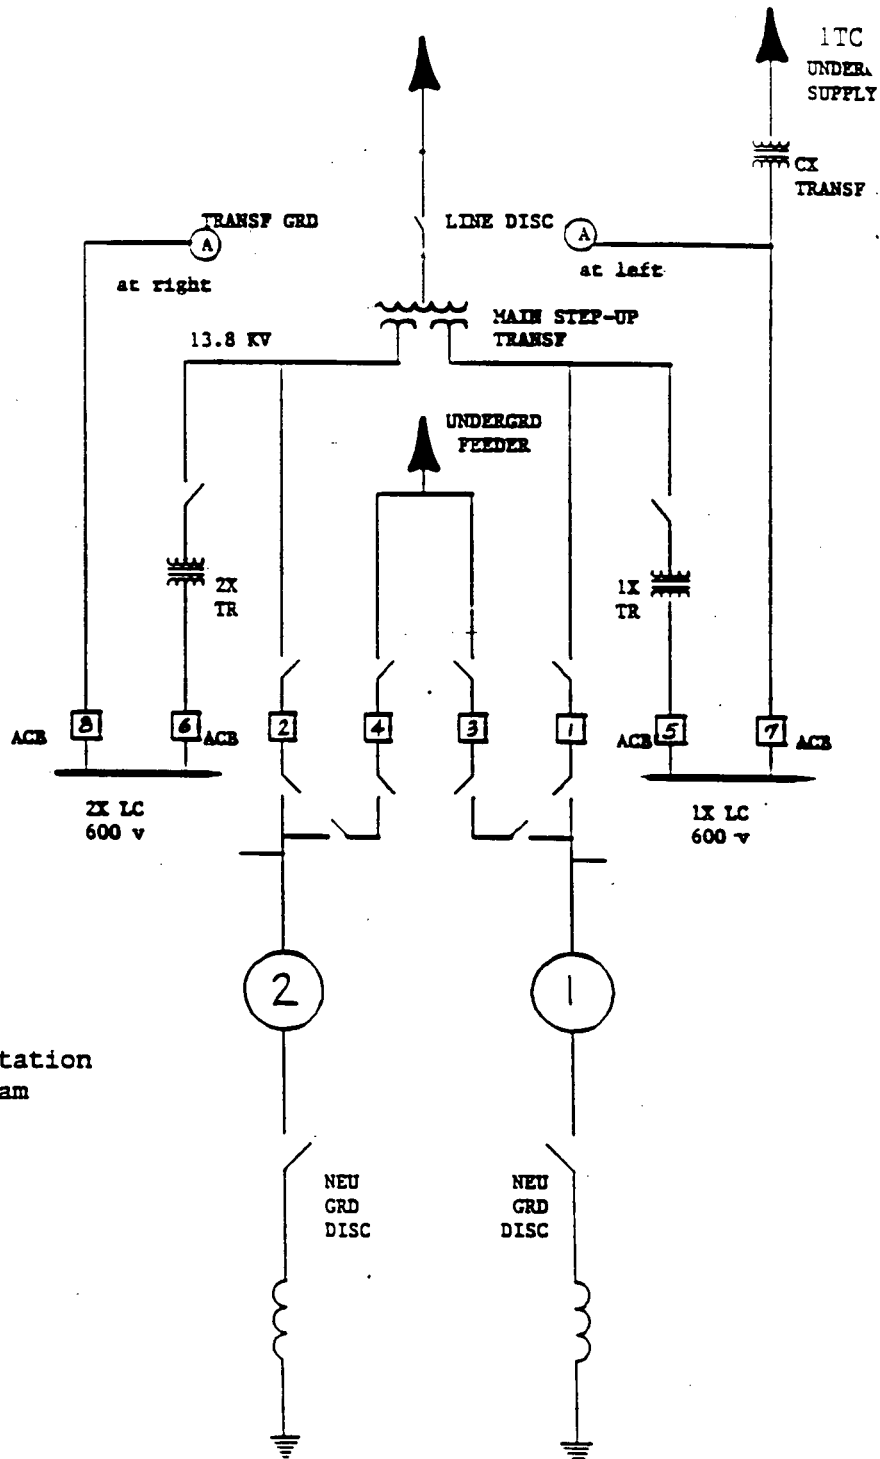 1TC
UNDER
SUPPLY
CX
TRANSF
TRANSF GRD
A
LINE DISC
A
at right
at left
MAIN STEP-UP
TRANSF
13.8 KV
UNDERGRD
FEEDER
2X
TR
1X
TR
ACB
8
6
ACB
2
4
3
1
ACB
5
7
ACB
2X LC
600 v
1X LC
600 v
2
1
tation
am
NEU
GRD
DISC
NEU
GRD
DISC